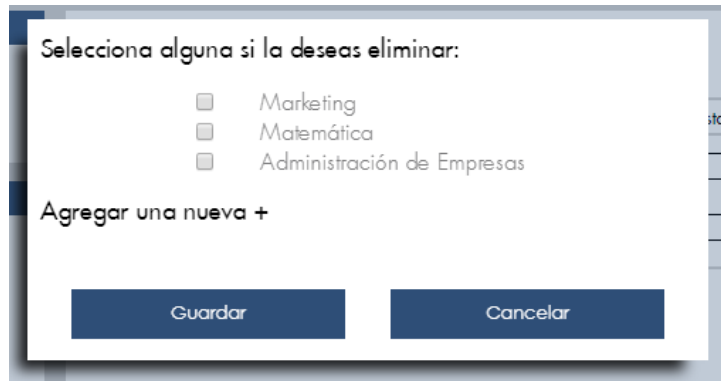 Selecciona alguna si la deseas eliminar:
Marketing
Matemática
Administración de Empresas
Agregar una nueva +
Guardar
Cancelar